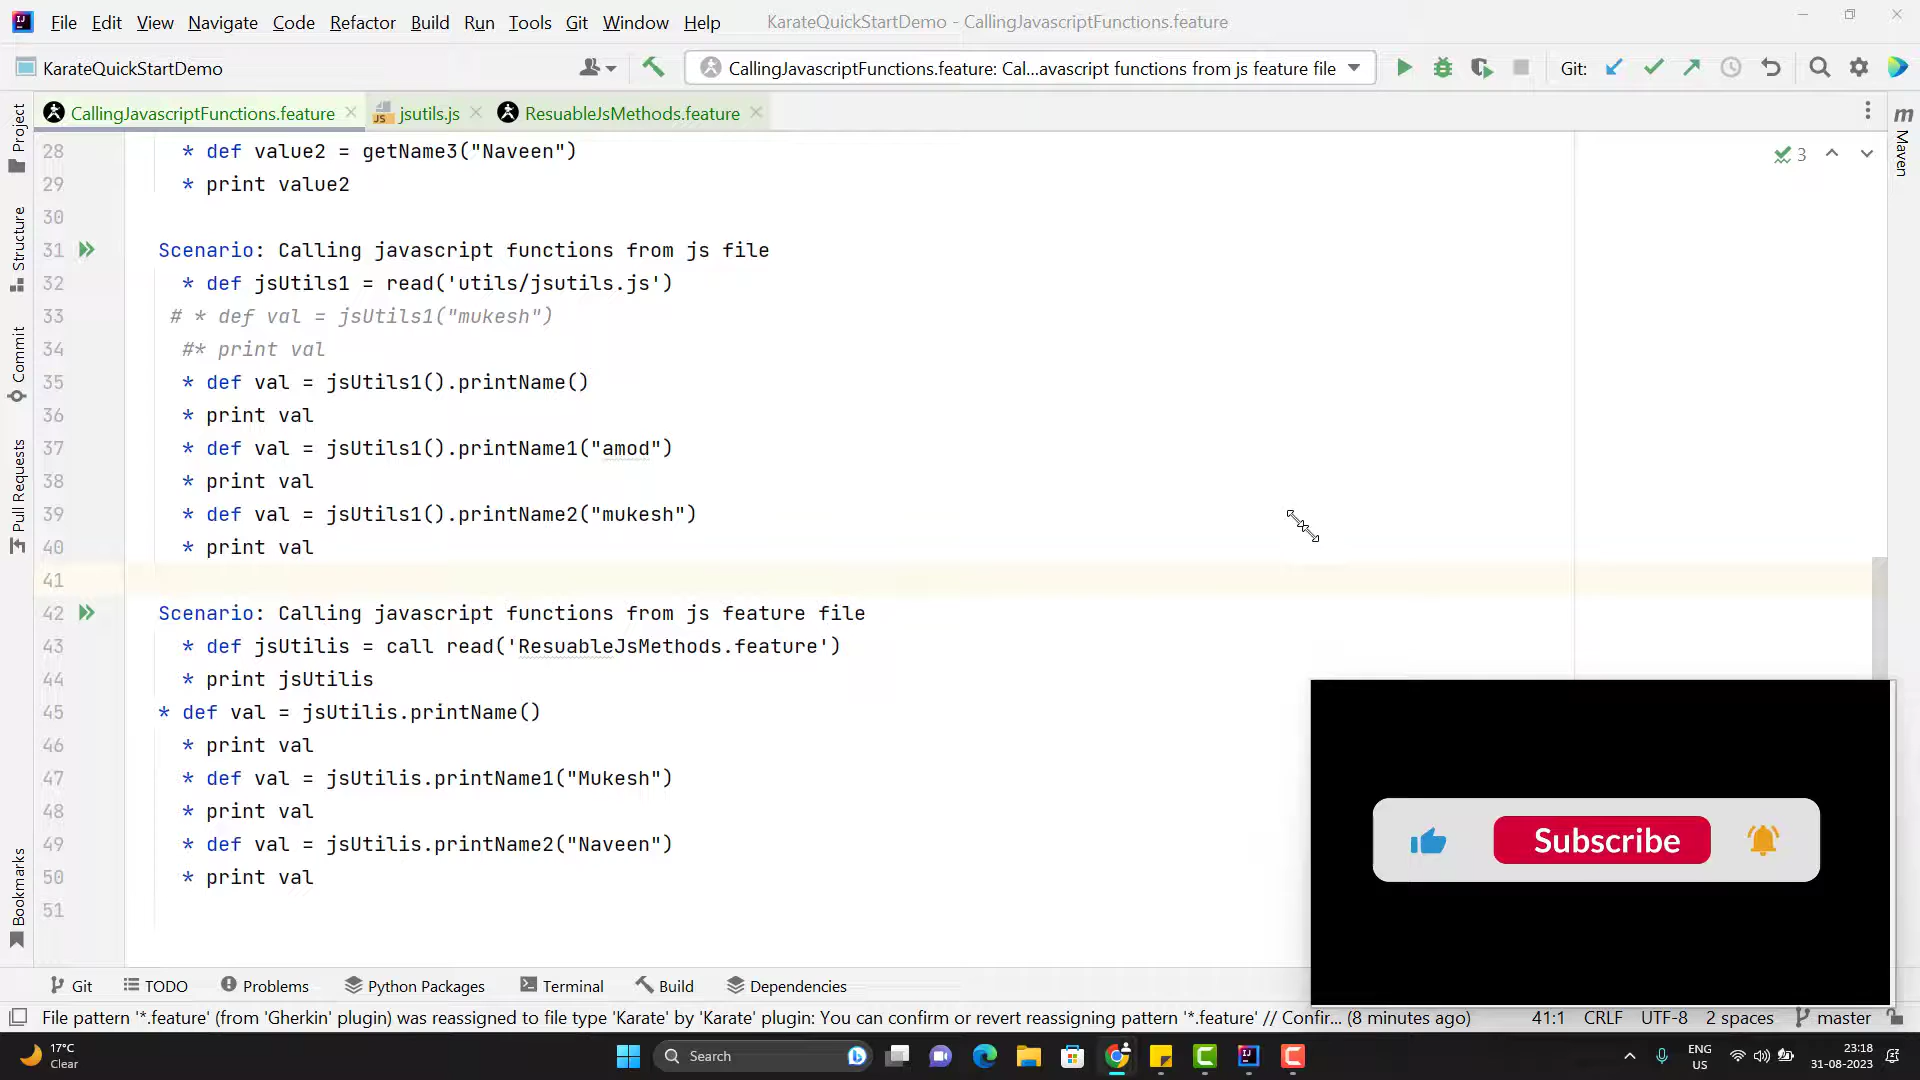 File Edit View Navigate Code Refactor Build Run Tools Git Window Help KarateQuickStartDemo - CallingJavascriptFunctions.feature
KarateQuickStartDemo CallingJavascriptFunctions.feature: Cal...avascript functions from js feature file Git:
CallingJavascriptFunctions.feature JS jsutils.js ResuableJsMethods.feature
28 * def value2 = getName3("Naveen")
3
29 * print value2
30
31 Scenario: Calling javascript functions from js file
32 * def jsUtils1 = read('utils/jsutils.js')
33 # * def val = jsUtils1("mukesh")
34 #* print val
35 * def val = jsUtils1().printName()
36 * print val
37 * def val = jsUtils1().printName1("amod")
38 * print val
39 * def val = jsUtils1().printName2("mukesh")
40 * print val
41
42 Scenario: Calling javascript functions from js feature file
43 * def jsUtilis = call read('ResuableJsMethods.feature')
44 * print jsUtilis
45 * def val = jsUtilis.printName()
46 * print val
47 * def val = jsUtilis.printName1("Mukesh")
48 * print val
49 * def val = jsUtilis.printName2("Naveen")
50 * print val
51
Project
Structure
Commit
Pull Requests
Bookmarks
m Maven
Subscribe
Git TODO Problems Python Packages Terminal Build Dependencies
File pattern '*.feature' (from 'Gherkin' plugin) was reassigned to file type 'Karate' by 'Karate' plugin: You can confirm or revert reassigning pattern '*.feature' // Confir... (8 minutes ago) 41:1 CRLF UTF-8 2 spaces master
17°C
Clear
Search
ENG
US
23:18
31-08-2023